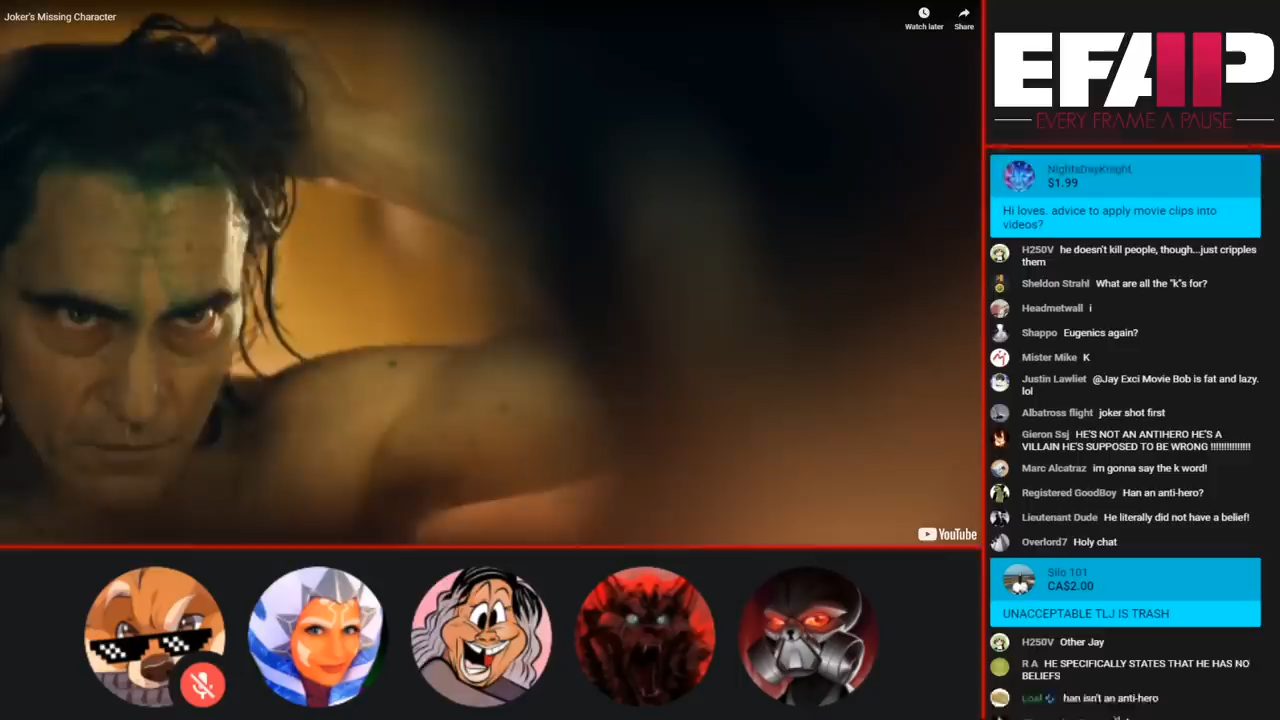 Joker's Missing Character
Watch later
Share
YouTube
EFAP
EVERY FRAME A PAUSE
NightsDayKnight
$1.99
Hi loves. advice to apply movie clips into
videos?
H250V he doesn't kill people, though...just cripples
them
Sheldon Strahl What are all the "k"s for?
Headmetwall i
Shappo Eugenics again?
Mister Mike K
Justin Lawliet @Jay Exci Movie Bob is fat and lazy.
lol
Albatross flight joker shot first
Gieron Ssj HE'S NOT AN ANTIHERO HE'S A
VILLAIN HE'S SUPPOSED TO BE WRONG !!!!!!!!!!!!!!!
Marc Alcatraz im gonna say the k word!
Registered GoodBoy Han an anti-hero?
Lieutenant Dude He literally did not have a belief!
Overlord7 Holy chat
Silo 101
CA$2.00
UNACCEPTABLE TLJ IS TRASH
H250V Other Jay
R A HE SPECIFICALLY STATES THAT HE HAS NO
BELIEFS
han isn't an anti-hero